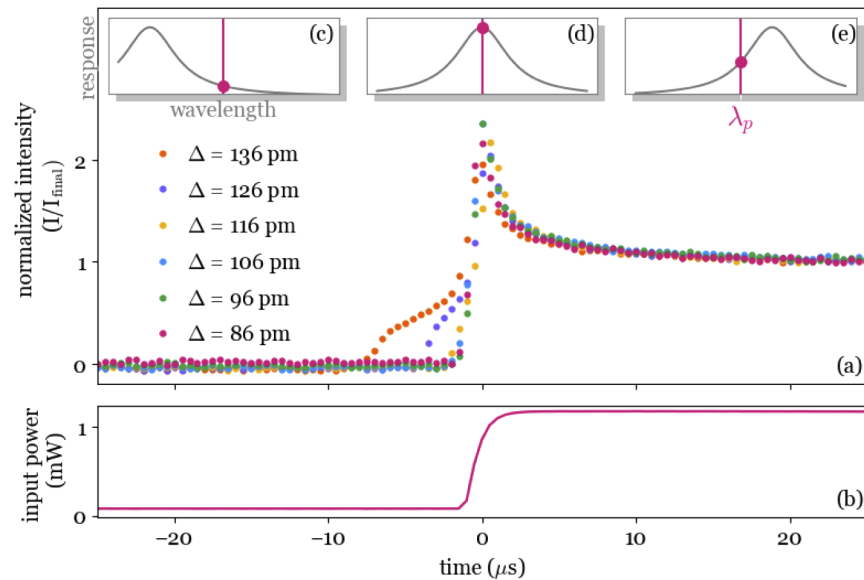 (c)
(d)
(e)
response
wavelength
λp
Δ = 136 pm
Δ = 126 pm
Δ = 116 pm
Δ = 106 pm
Δ = 96 pm
Δ = 86 pm
normalized intensity
(I/Ifinal)
2
1
0
(a)
input power
(mW)
1
0
(b)
−20 −10 0 10 20
time (μs)